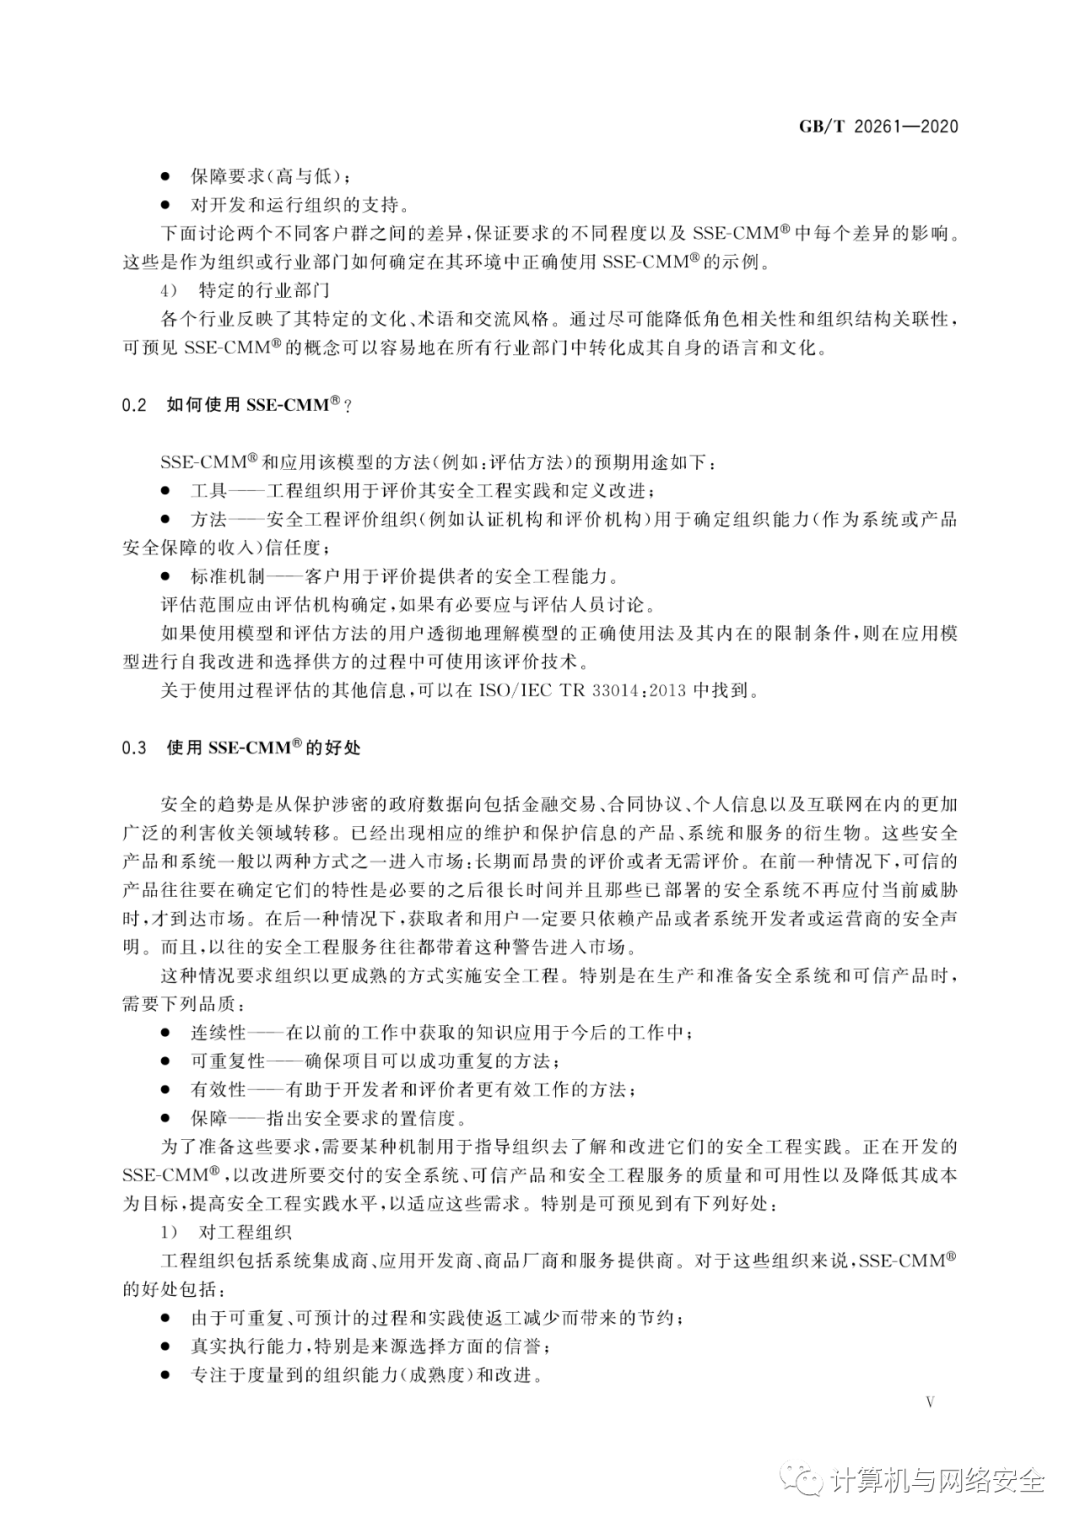 GB/T 20261—2020
● 保障要求(高与低);
● 对开发和运行组织的支持。
下面讨论两个不同客户群之间的差异,保证要求的不同程度以及 SSE-CMM®中每个差异的影响。
这些是作为组织或行业部门如何确定在其环境中正确使用 SSE-CMM®的示例。
4) 特定的行业部门
各个行业反映了其特定的文化、术语和交流风格。通过尽可能降低角色相关性和组织结构关联性,
可预见 SSE-CMM®的概念可以容易地在所有行业部门中转化成其自身的语言和文化。
0.2 如何使用 SSE-CMM®?
SSE-CMM®和应用该模型的方法(例如:评估方法)的预期用途如下:
● 工具——工程组织用于评价其安全工程实践和定义改进;
● 方法——安全工程评价组织(例如认证机构和评价机构)用于确定组织能力(作为系统或产品
安全保障的收入)信任度;
● 标准机制——客户用于评价提供者的安全工程能力。
评估范围应由评估机构确定,如果有必要应与评估人员讨论。
如果使用模型和评估方法的用户透彻地理解模型的正确使用法及其内在的限制条件,则在应用模
型进行自我改进和选择供方的过程中可使用该评价技术。
关于使用过程评估的其他信息,可以在 ISO/IEC TR 33014:2013 中找到。
0.3 使用 SSE-CMM®的好处
安全的趋势是从保护涉密的政府数据向包括金融交易、合同协议、个人信息以及互联网在内的更加
广泛的利害攸关领域转移。已经出现相应的维护和保护信息的产品、系统和服务的衍生物。这些安全
产品和系统一般以两种方式之一进入市场:长期而昂贵的评价或者无需评价。在前一种情况下,可信的
产品往往要在确定它们的特性是必要的之后很长时间并且那些已部署的安全系统不再应付当前威胁
时,才到达市场。在后一种情况下,获取者和用户一定要只依赖产品或者系统开发者或运营商的安全声
明。而且,以往的安全工程服务往往都带着这种警告进入市场。
这种情况要求组织以更成熟的方式实施安全工程。特别是在生产和准备安全系统和可信产品时,
需要下列品质:
● 连续性——在以前的工作中获取的知识应用于今后的工作中;
● 可重复性——确保项目可以成功重复的方法;
● 有效性——有助于开发者和评价者更有效工作的方法;
● 保障——指出安全要求的置信度。
为了准备这些要求,需要某种机制用于指导组织去了解和改进它们的安全工程实践。正在开发的
SSE-CMM®,以改进所要交付的安全系统、可信产品和安全工程服务的质量和可用性以及降低其成本
为目标,提高安全工程实践水平,以适应这些需求。特别是可预见到有下列好处:
1) 对工程组织
工程组织包括系统集成商、应用开发商、商品厂商和服务提供商。对于这些组织来说,SSE-CMM®
的好处包括:
● 由于可重复、可预计的过程和实践使返工减少而带来的节约;
● 真实执行能力,特别是来源选择方面的信誉;
● 专注于度量到的组织能力(成熟度)和改进。
V
计算机与网络安全